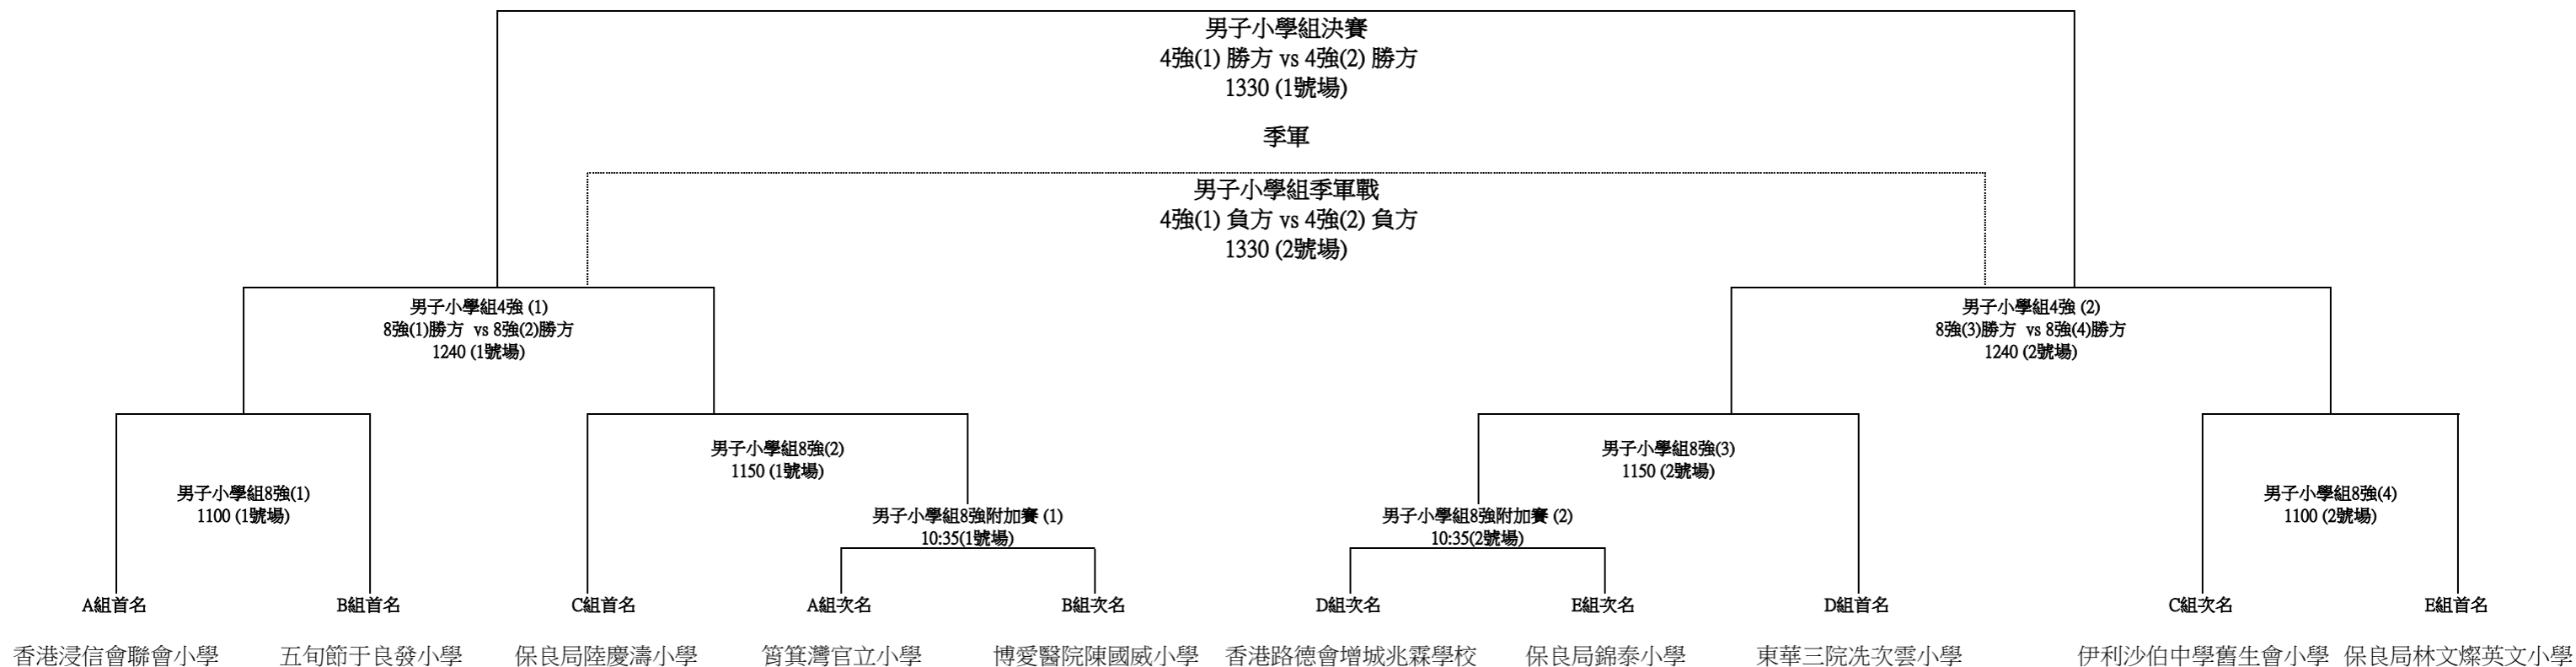 男子小學組決賽
4強(1) 勝方 vs 4強(2) 勝方
1330 (1號場)
季軍
男子小學組季軍戰
4強(1) 負方 vs 4強(2) 負方
1330 (2號場)
男子小學組4強 (1)
8強(1)勝方 vs 8強(2)勝方
1240 (1號場)
男子小學組4強 (2)
8強(3)勝方 vs 8強(4)勝方
1240 (2號場)
男子小學組8強(1)
1100 (1號場)
男子小學組8強(2)
1150 (1號場)
男子小學組8強附加賽 (1)
10:35(1號場)
男子小學組8強(3)
1150 (2號場)
男子小學組8強附加賽 (2)
10:35(2號場)
男子小學組8強(4)
1100 (2號場)
A組首名
B組首名
C組首名
A組次名
B組次名
D組次名
E組次名
D組首名
C組次名
E組首名
香港浸信會聯會小學
五旬節于良發小學
保良局陸慶濤小學
筲箕灣官立小學
博愛醫院陳國威小學
香港路德會增城兆霖學校
保良局錦泰小學
東華三院冼次雲小學
伊利沙伯中學舊生會小學
保良局林文燦英文小學